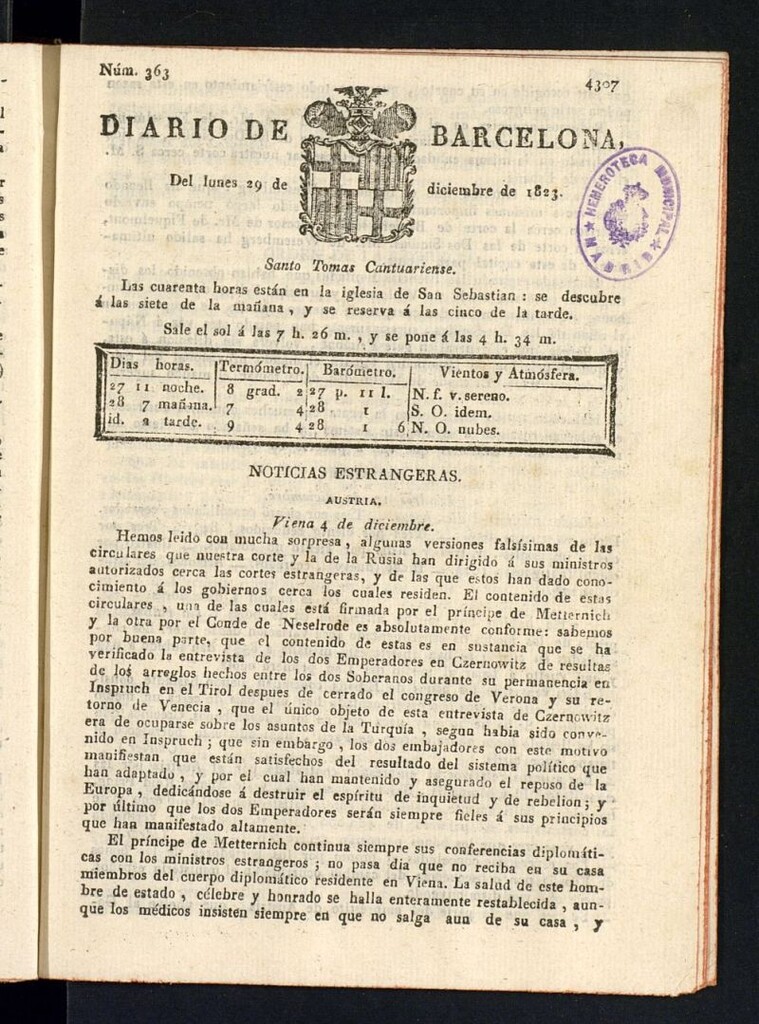 Núm. 363
4307
DIARIO DE BARCELONA,
Del lunes 29 de diciembre de 1823.
HEMEROTECA MUNICIPAL
MADRID
Santo Tomas Cantuariense.
Las cuarenta horas están en la iglesia de San Sebastian : se descubre
á las siete de la mañana, y se reserva á las cinco de la tarde.
Sale el sol á las 7 h. 26 m., y se pone á las 4 h. 34 m.
Dias horas. Termómetro. Barómetro. Vientos y Atmósfera.
27 11 noche. 8 grad. 2 27 p. 11 l. N. f. v. sereno.
28 7 mañana. 7 4 28 1 S. O. idem.
id. 2 tarde. 9 4 28 1 6 N. O. nubes.
NOTICIAS ESTRANGERAS.
AUSTRIA.
Viena 4 de diciembre.
Hemos leido con mucha sorpresa, algunas versiones falsísimas de las
circulares que nuestra corte y la de la Rusia han dirigido á sus ministros
autorizados cerca las cortes estrangeras, y de las que estos han dado cono-
cimiento á los gobiernos cerca los cuales residen. El contenido de estas
circulares, una de las cuales está firmada por el príncipe de Metternich
y la otra por el Conde de Neselrode es absolutamente conforme: sabemos
por buena parte, que el contenido de estas es en sustancia que se ha
verificado la entrevista de los dos Emperadores en Czernowitz de resultas
de los arreglos hechos entre los dos Soberanos durante su permanencia en
Inspruch en el Tirol despues de cerrado el congreso de Verona y su re-
torno de Venecia, que el único objeto de esta entrevista de Czernowitz
era de ocuparse sobre los asuntos de la Turquía, segun habia sido conve-
nido en Inspruch; que sin embargo, los dos embajadores con este motivo
manifiestan que están satisfechos del resultado del sistema político que
han adaptado, y por el cual han mantenido y asegurado el reposo de la
Europa, dedicándose á destruir el espíritu de inquietud y de rebelion; y
por último que los dos Emperadores serán siempre fieles á sus principios
que han manifestado altamente.
El príncipe de Metternich continua siempre sus conferencias diplomáti-
cas con los ministros estrangeros; no pasa dia que no reciba en su casa
miembros del cuerpo diplomático residente en Viena. La salud de este hom-
bre de estado, célebre y honrado se halla enteramente restablecida, aun-
que los médicos insisten siempre en que no salga aun de su casa, y